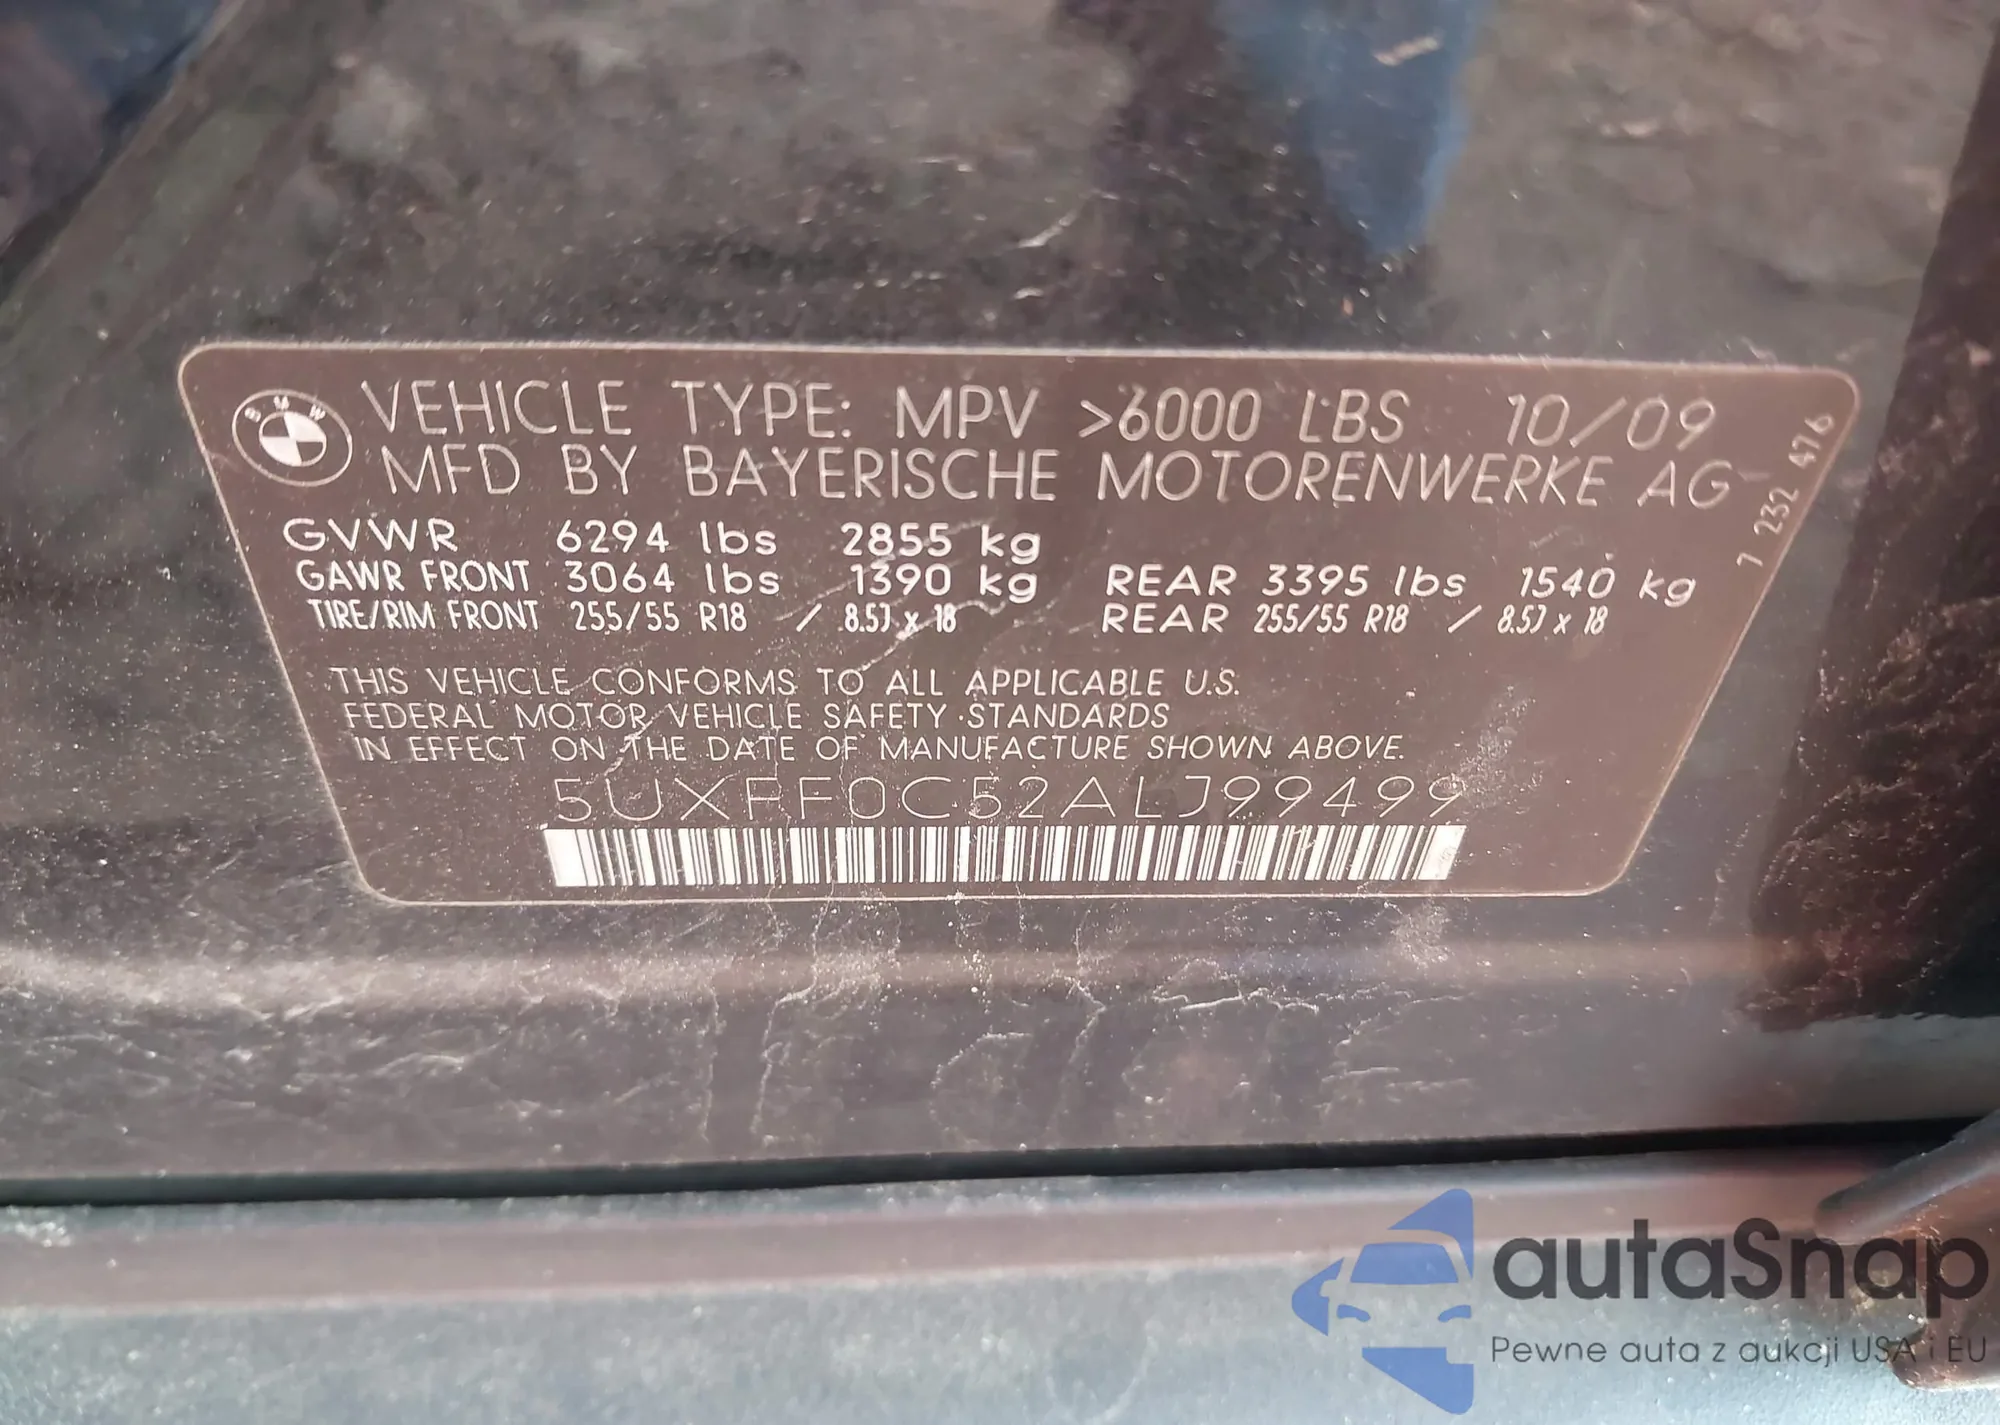 BMW
VEHICLE TYPE: MPV >6000 LBS 10/09
MFD BY BAYERISCHE MOTORENWERKE AG
GVWR 6294 lbs 2855 kg
GAWR FRONT 3064 lbs 1390 kg REAR 3395 lbs 1540 kg
TIRE/RIM FRONT 255/55 R18 / 8.5J x 18 REAR 255/55 R18 / 8.5J x 18
THIS VEHICLE CONFORMS TO ALL APPLICABLE U.S.
FEDERAL MOTOR VEHICLE SAFETY STANDARDS
IN EFFECT ON THE DATE OF MANUFACTURE SHOWN ABOVE.
5UXFF0C52ALJ99499
7 232 476
autaSnap
Pewne auta z aukcji USA i EU